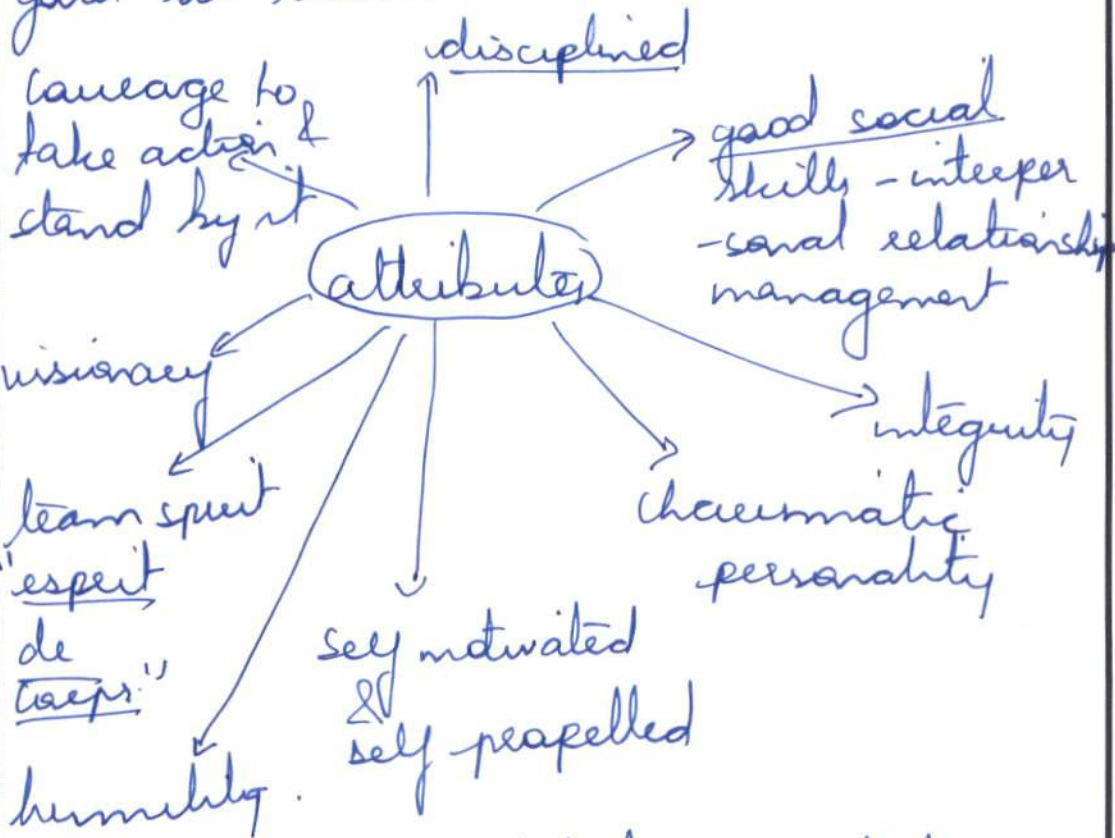 disciplined
courage to
take action &
stand by it
good social
skills - interper
-sonal relationship
management
attributes
visionary
integrity
team spirit
"esprit
de
corps"
charismatic
personality
self motivated
&
self propelled
humility.